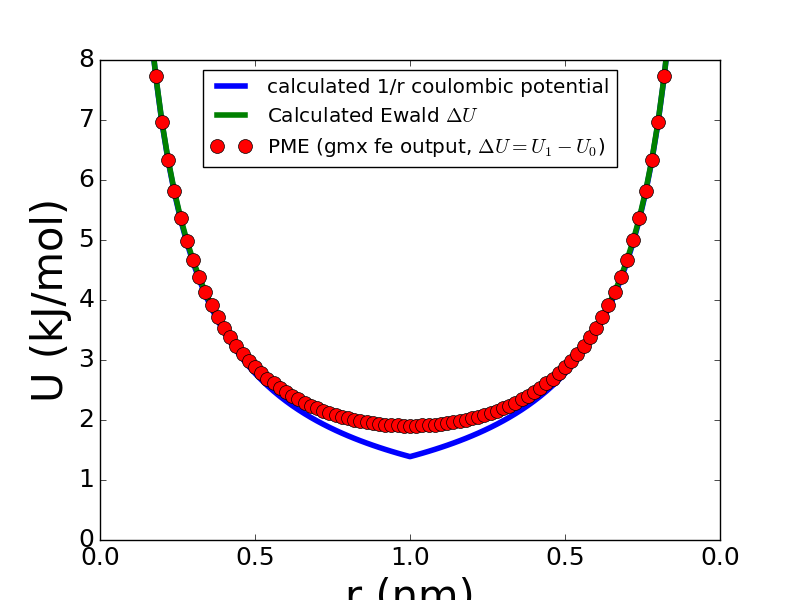 8
7
6
5
4
3
2
1
0
U (kJ/mol)
calculated 1/r coulombic potential
Calculated Ewald ΔU
PME (gmx fe output, ΔU = U₁ − U₀)
0.0 0.5 1.0 0.5 0.0
r (nm)